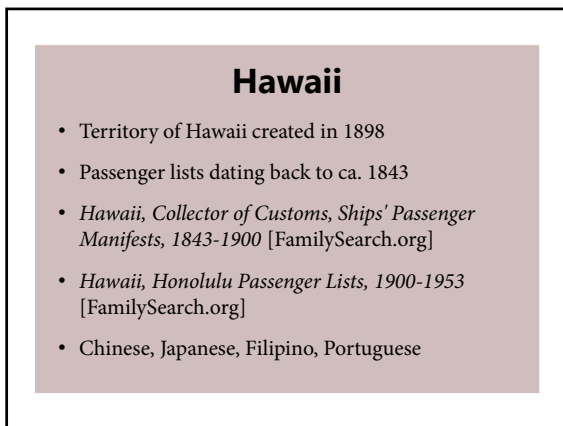 Hawaii
• Territory of Hawaii created in 1898
• Passenger lists dating back to ca. 1843
• Hawaii, Collector of Customs, Ships' Passenger
Manifests, 1843-1900 [FamilySearch.org]
• Hawaii, Honolulu Passenger Lists, 1900-1953
[FamilySearch.org]
• Chinese, Japanese, Filipino, Portuguese